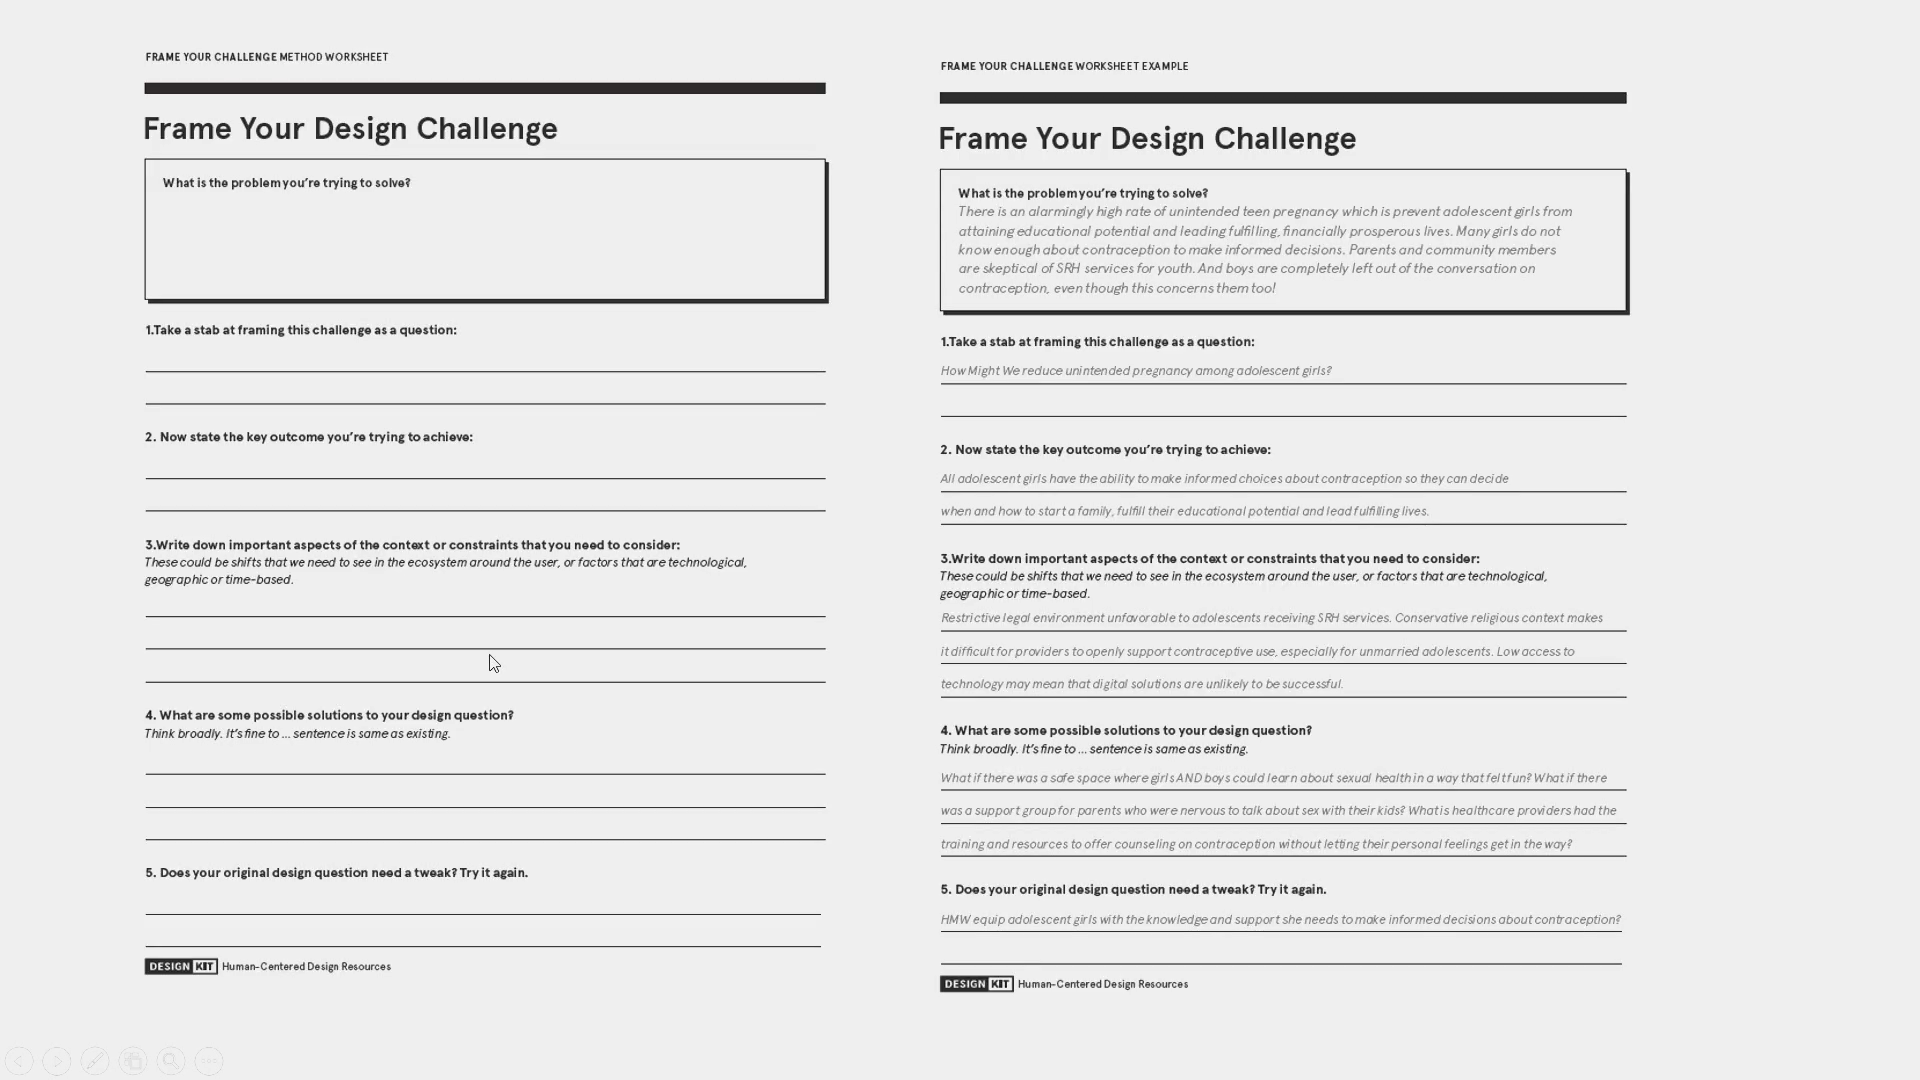 FRAME YOUR CHALLENGE METHOD WORKSHEET
Frame Your Design Challenge
What is the problem you're trying to solve?
1.Take a stab at framing this challenge as a question:
2. Now state the key outcome you're trying to achieve:
3.Write down important aspects of the context or constraints that you need to consider:
These could be shifts that we need to see in the ecosystem around the user, or factors that are technological,
geographic or time-based.
4. What are some possible solutions to your design question?
Think broadly. It's fine to ... sentence is same as existing.
5. Does your original design question need a tweak? Try it again.
DESIGN KIT Human-Centered Design Resources
FRAME YOUR CHALLENGE WORKSHEET EXAMPLE
Frame Your Design Challenge
What is the problem you're trying to solve?
There is an alarmingly high rate of unintended teen pregnancy which is prevent adolescent girls from
attaining educational potential and leading fulfilling, financially prosperous lives. Many girls do not
know enough about contraception to make informed decisions. Parents and community members
are skeptical of SRH services for youth. And boys are completely left out of the conversation on
contraception, even though this concerns them too!
1.Take a stab at framing this challenge as a question:
How Might We reduce unintended pregnancy among adolescent girls?
2. Now state the key outcome you're trying to achieve:
All adolescent girls have the ability to make informed choices about contraception so they can decide
when and how to start a family, fulfill their educational potential and lead fulfilling lives.
3.Write down important aspects of the context or constraints that you need to consider:
These could be shifts that we need to see in the ecosystem around the user, or factors that are technological,
geographic or time-based.
Restrictive legal environment unfavorable to adolescents receiving SRH services. Conservative religious context makes
it difficult for providers to openly support contraceptive use, especially for unmarried adolescents. Low access to
technology may mean that digital solutions are unlikely to be successful.
4. What are some possible solutions to your design question?
Think broadly. It's fine to ... sentence is same as existing.
What if there was a safe space where girls AND boys could learn about sexual health in a way that felt fun? What if there
was a support group for parents who were nervous to talk about sex with their kids? What is healthcare providers had the
training and resources to offer counseling on contraception without letting their personal feelings get in the way?
5. Does your original design question need a tweak? Try it again.
HMW equip adolescent girls with the knowledge and support she needs to make informed decisions about contraception?
DESIGN KIT Human-Centered Design Resources